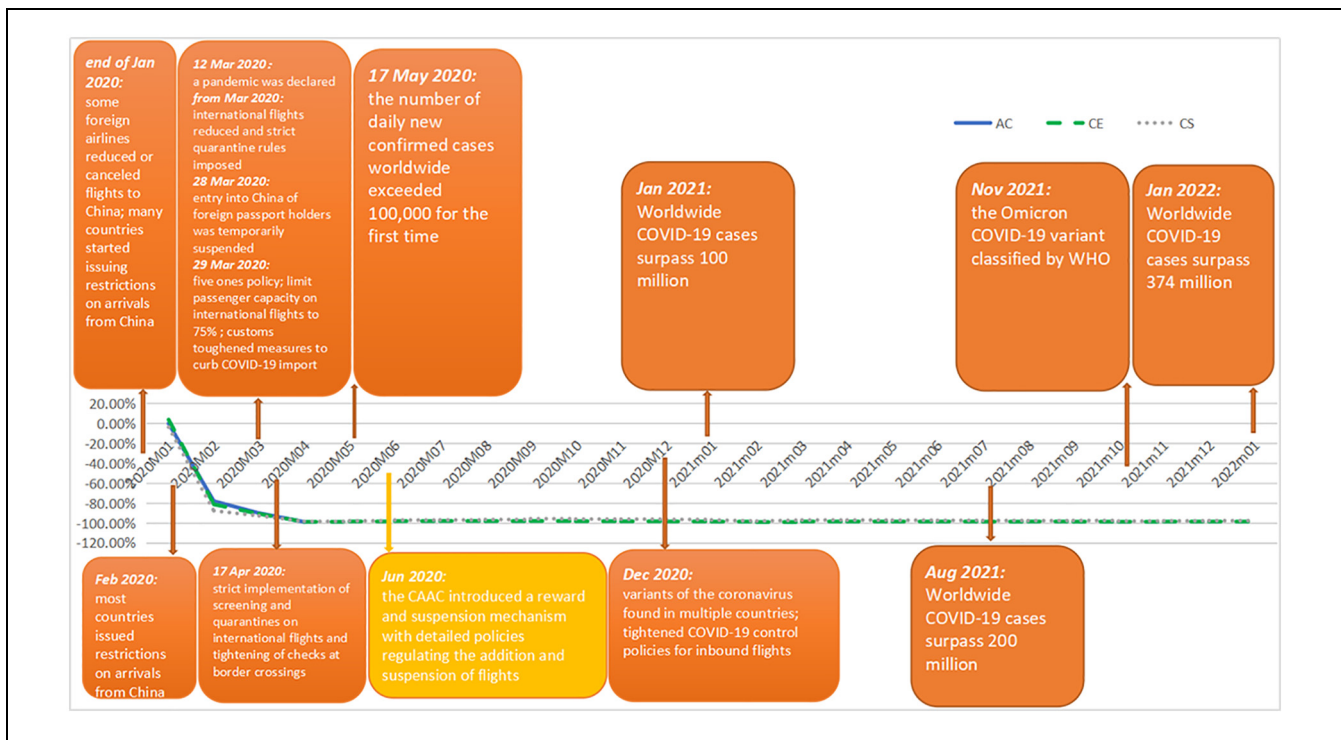 end of Jan
2020:
some
foreign
airlines
reduced or
canceled
flights to
China; many
countries
started
issuing
restrictions
on arrivals
from China
12 Mar 2020 :
a pandemic was declared
from Mar 2020:
international flights
reduced and strict
quarantine rules
imposed
28 Mar 2020:
entry into China of
foreign passport holders
was temporarily
suspended
29 Mar 2020:
five ones policy; limit
passenger capacity on
international flights to
75% ; customs
toughened measures to
curb COVID-19 import
17 May 2020:
the number of
daily new
confirmed cases
worldwide
exceeded
100,000 for the
first time
AC
CE
CS
Jan 2021:
Worldwide
COVID-19 cases
surpass 100
million
Nov 2021:
the Omicron
COVID-19 variant
classified by WHO
Jan 2022:
Worldwide
COVID-19
cases surpass
374 million
20.00%
0.00%
-20.00%
-40.00%
-60.00%
-80.00%
-100.00%
-120.00%
2020M01
2020M02
2020M03
2020M04
2020M05
2020M06
2020M07
2020M08
2020M09
2020M10
2020M11
2020M12
2021m01
2021m02
2021m03
2021m04
2021m05
2021m06
2021m07
2021m08
2021m09
2021m10
2021m11
2021m12
2022m01
Feb 2020:
most
countries
issued
restrictions
on arrivals
from China
17 Apr 2020:
strict implementation of
screening and
quarantines on
international flights and
tightening of checks at
border crossings
Jun 2020:
the CAAC introduced a reward
and suspension mechanism
with detailed policies
regulating the addition and
suspension of flights
Dec 2020:
variants of the coronavirus
found in multiple countries;
tightened COVID-19 control
policies for inbound flights
Aug 2021:
Worldwide
COVID-19 cases
surpass 200
million